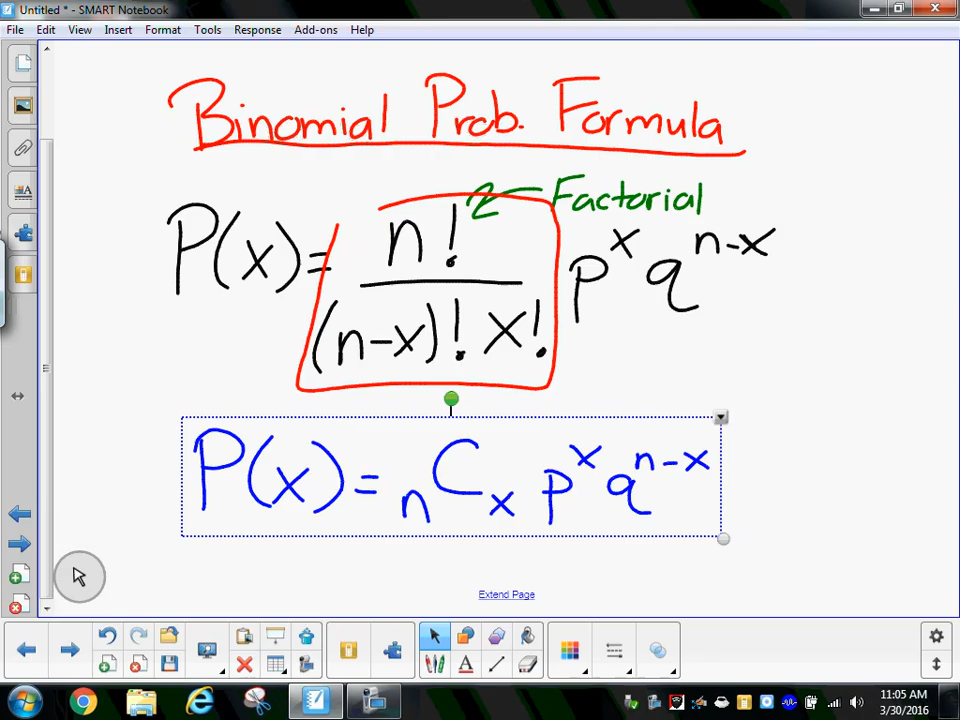 Untitled * - SMART Notebook
File Edit View Insert Format Tools Response Add-ons Help
Binomial Prob. Formula
Factorial
P(x) = n! / (n-x)! x! p^x q^(n-x)
P(x) = nCx p^x q^(n-x)
Extend Page
11:05 AM
3/30/2016